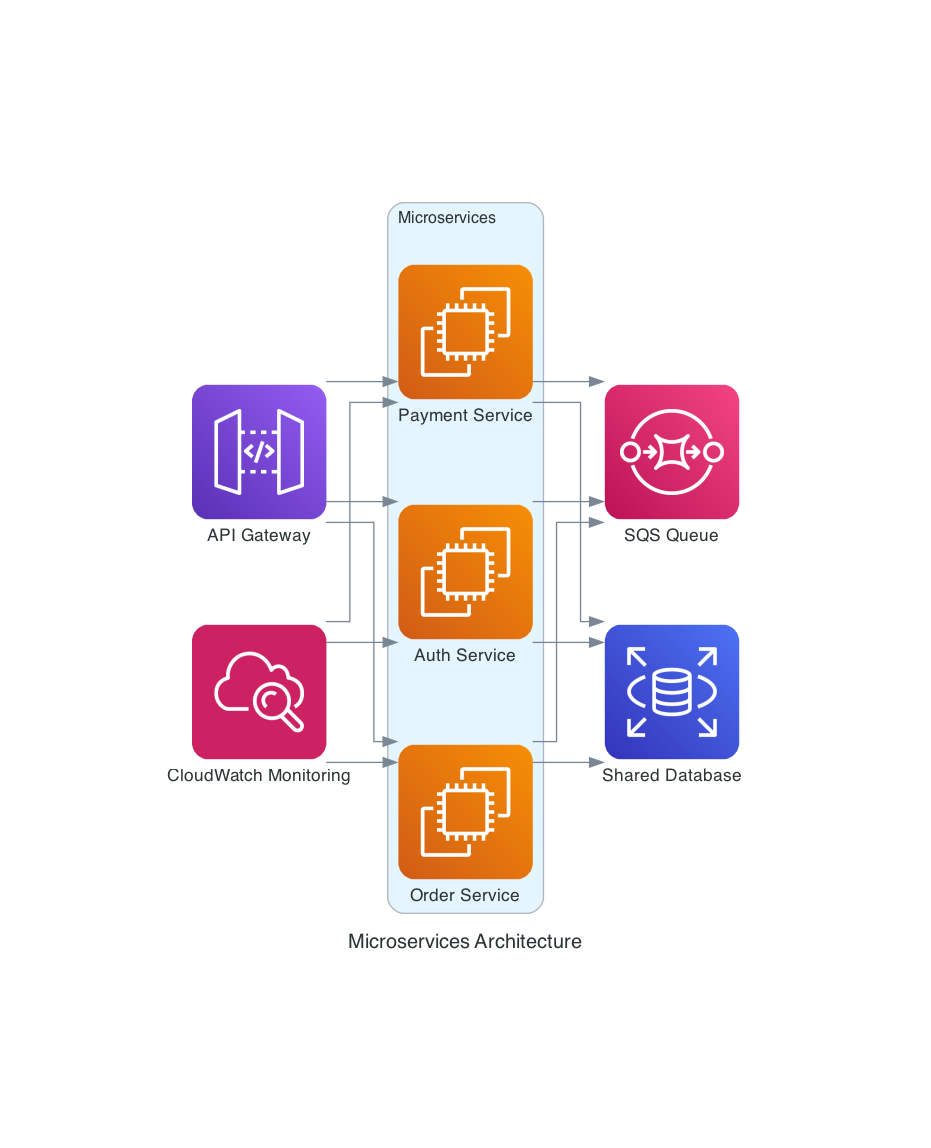 Microservices
Payment Service
API Gateway
SQS Queue
Auth Service
CloudWatch Monitoring
Shared Database
Order Service
Microservices Architecture